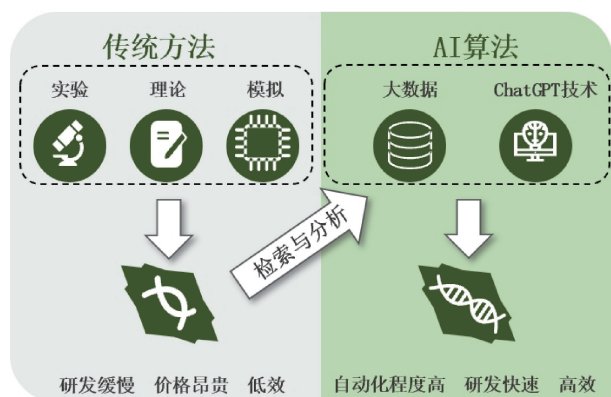 传统方法
AI算法
实验 理论 模拟
大数据 ChatGPT技术
检索与分析
研发缓慢 价格昂贵 低效
自动化程度高 研发快速 高效